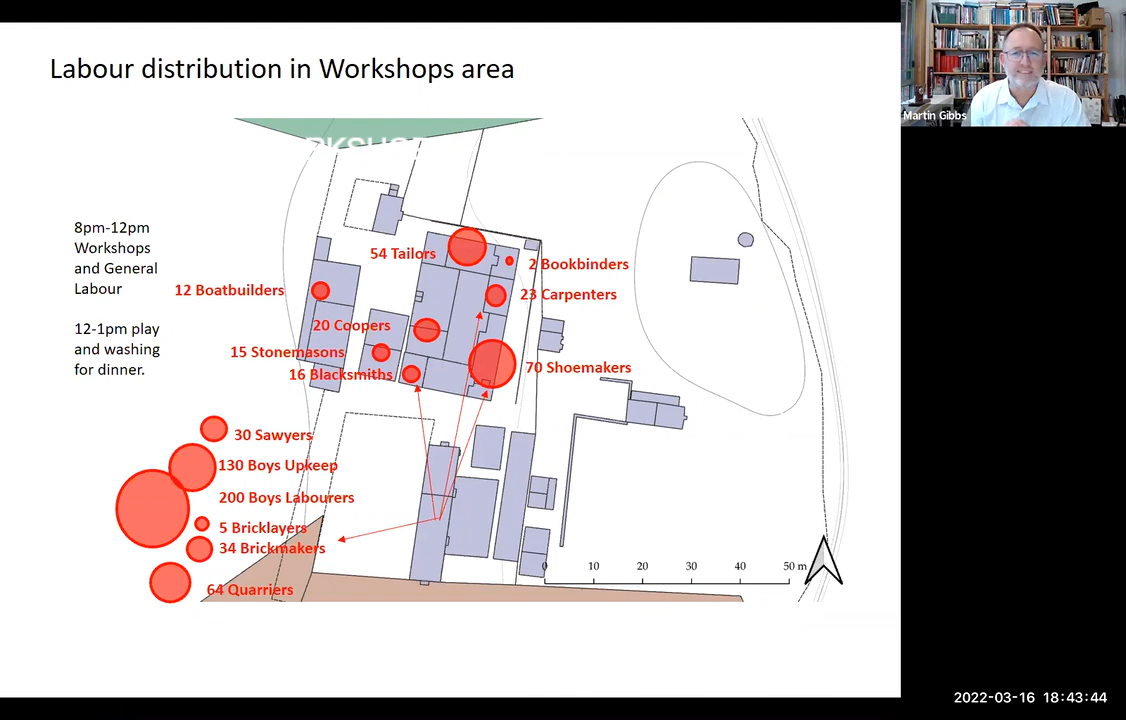 Labour distribution in Workshops area
Martin Gibbs
8pm-12pm
Workshops
and General
Labour
12-1pm play
and washing
for dinner.
54 Tailors
2 Bookbinders
12 Boatbuilders
23 Carpenters
20 Coopers
15 Stonemasons
16 Blacksmiths
70 Shoemakers
30 Sawyers
130 Boys Upkeep
200 Boys Labourers
5 Bricklayers
34 Brickmakers
64 Quarriers
0 10 20 30 40 50 m
2022-03-16 18:43:44